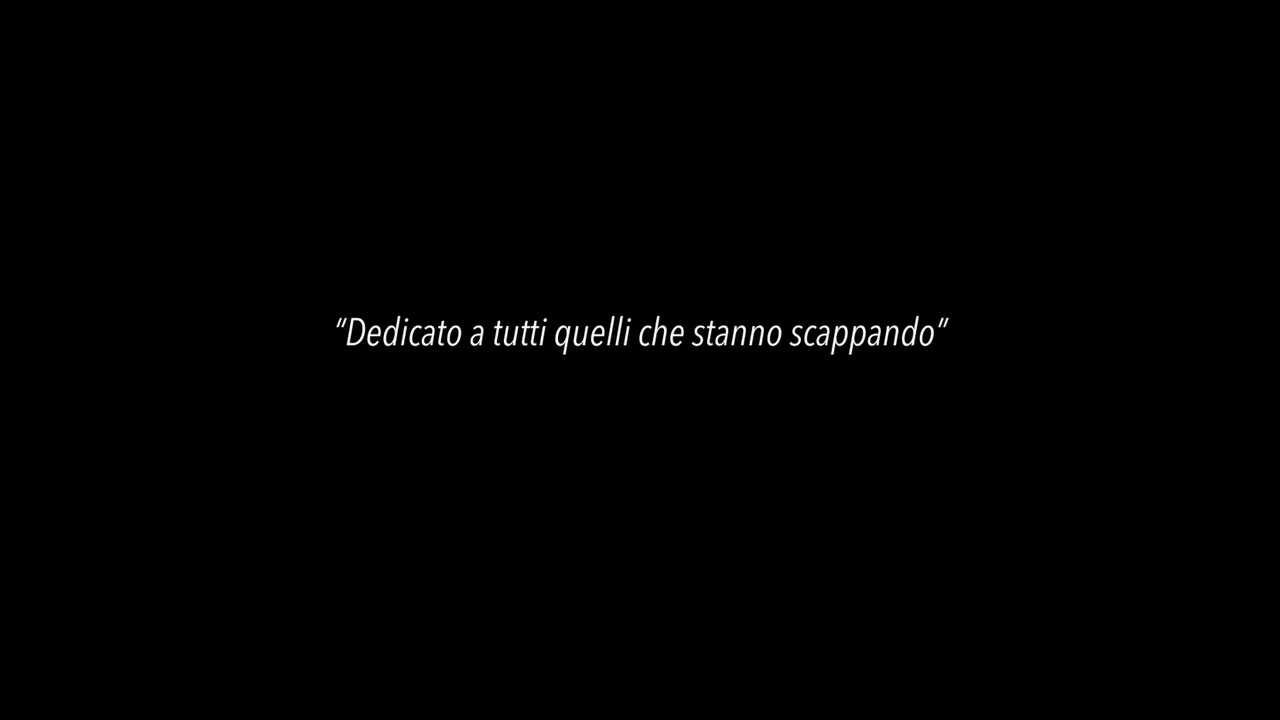 “Dedicato a tutti quelli che stanno scappando”